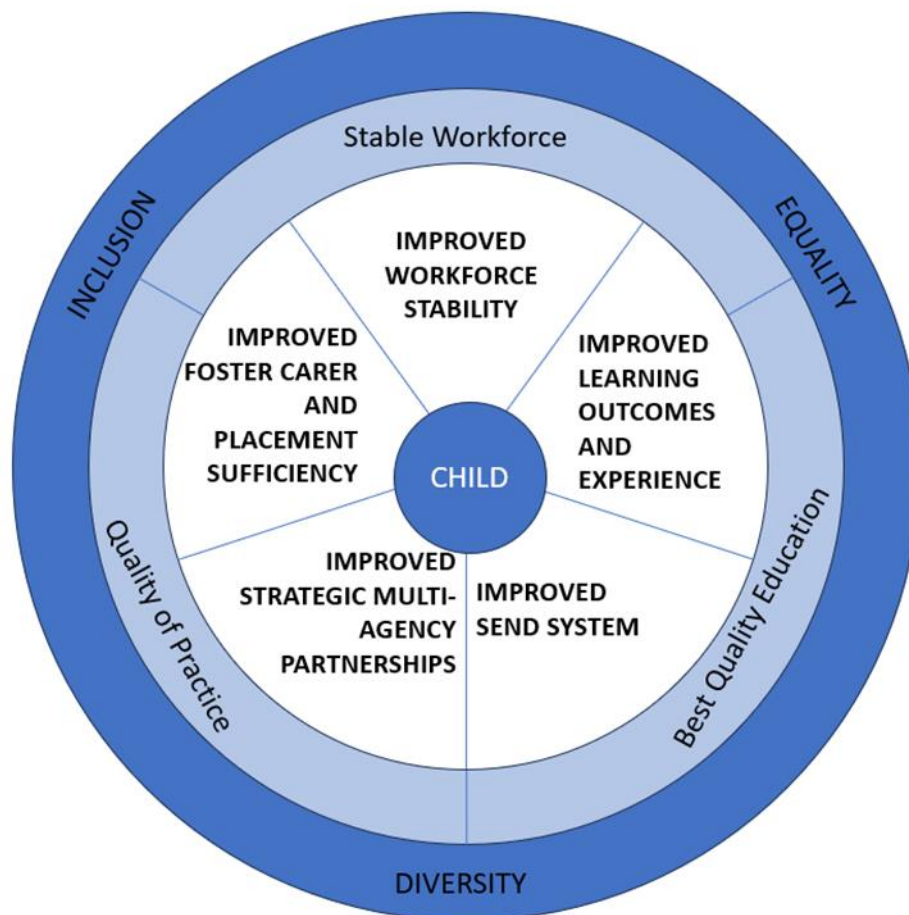 Stable Workforce
INCLUSION
EQUALITY
IMPROVED
WORKFORCE
STABILITY
IMPROVED
FOSTER CARER
AND
PLACEMENT
SUFFICIENCY
IMPROVED
LEARNING
OUTCOMES
AND
EXPERIENCE
CHILD
IMPROVED
STRATEGIC MULTI-
AGENCY
PARTNERSHIPS
IMPROVED
SEND SYSTEM
Quality of Practice
Best Quality Education
DIVERSITY